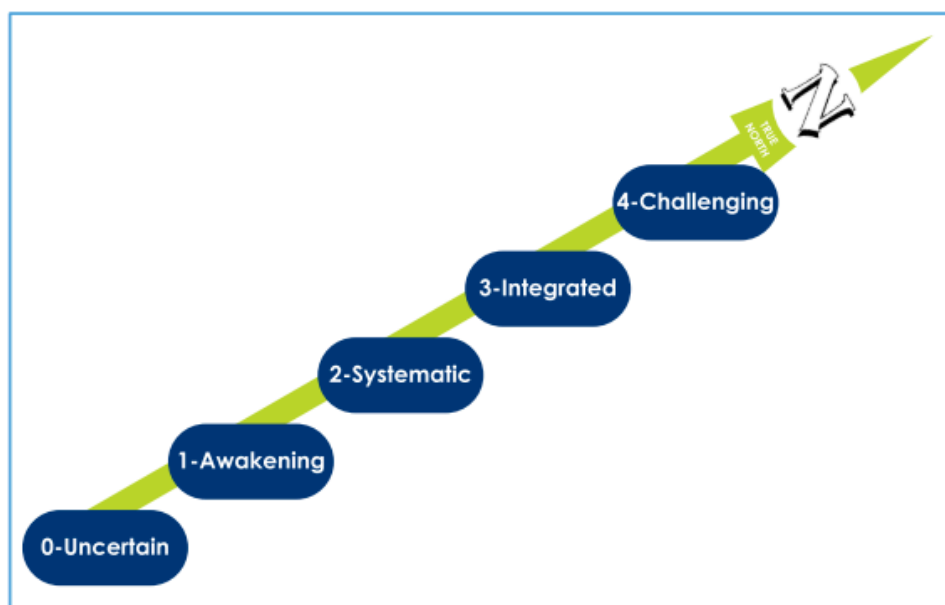 N
TRUE
NORTH
4-Challenging
3-Integrated
2-Systematic
1-Awakening
0-Uncertain